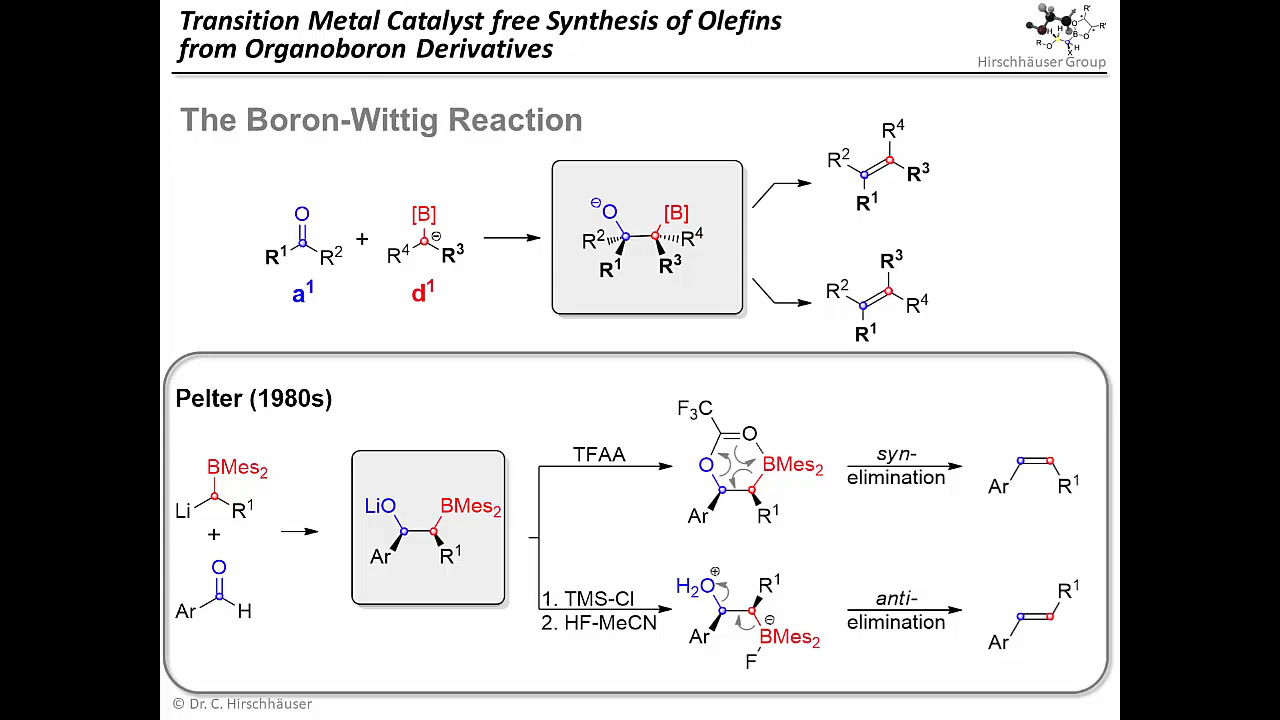 Transition Metal Catalyst free Synthesis of Olefins
from Organoboron Derivatives
Hirschhäuser Group
The Boron-Wittig Reaction
O
R¹ R²
a¹
+
[B]
⊖
R⁴ R³
d¹
⊖O [B]
R² R⁴
R¹ R³
R⁴
R²
R³
R¹
R³
R²
R⁴
R¹
Pelter (1980s)
BMes₂
Li R¹
+
O
Ar H
LiO BMes₂
Ar R¹
TFAA
F₃C
O
O BMes₂
Ar R¹
syn-
elimination
Ar R¹
1. TMS-Cl
2. HF-MeCN
⊕
H₂O R¹
⊖
Ar BMes₂
F
anti-
elimination
R¹
Ar
© Dr. C. Hirschhäuser